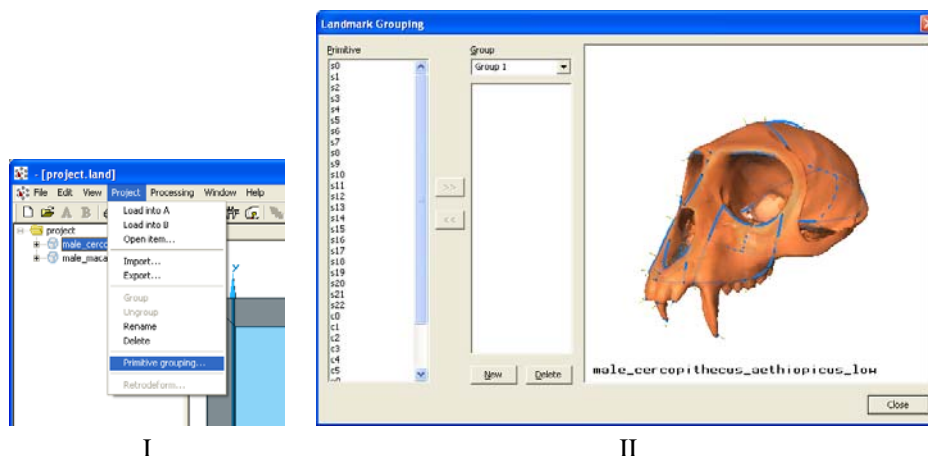 - [project.land]
File Edit View Project Processing Window Help
A B
project
male_cerco
male_maca
Load into A
Load into B
Open item...
Import...
Export...
Group
Ungroup
Rename
Delete
Primitive grouping...
Retrodeform...
Y
I
Landmark Grouping
Primitive
s0
s1
s2
s3
s4
s5
s6
s7
s8
s9
s10
s11
s12
s13
s14
s15
s16
s17
s18
s19
s20
s21
s22
c0
c1
c2
c3
c4
c5
>>
<<
Group
Group 1
New Delete
male_cercopithecus_aethiopicus_low
Close
II